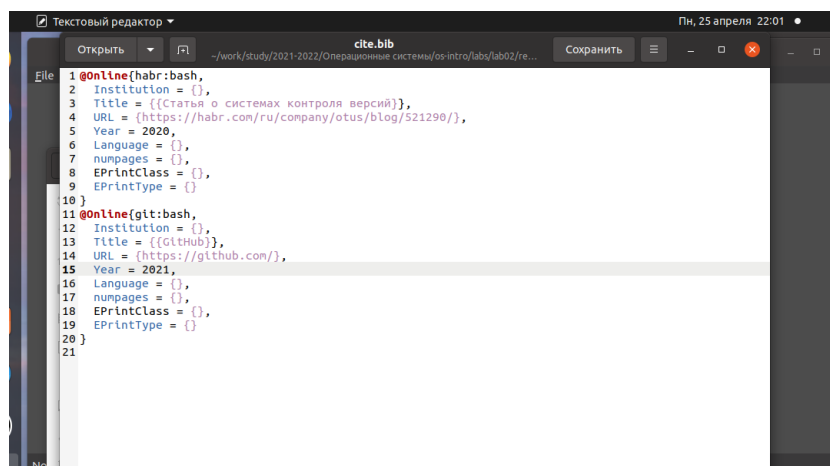 Текстовый редактор
Пн, 25 апреля 22:01
Открыть
cite.bib
~/work/study/2021-2022/Операционные системы/os-intro/labs/lab02/re...
Сохранить
File
1 @Online{habr:bash,
2 Institution = {},
3 Title = {{Статья о системах контроля версий}},
4 URL = {https://habr.com/ru/company/otus/blog/521290/},
5 Year = 2020,
6 Language = {},
7 numpages = {},
8 EPrintClass = {},
9 EPrintType = {}
10 }
11 @Online{git:bash,
12 Institution = {},
13 Title = {{GitHub}},
14 URL = {https://github.com/},
15 Year = 2021,
16 Language = {},
17 numpages = {},
18 EPrintClass = {},
19 EPrintType = {}
20 }
21